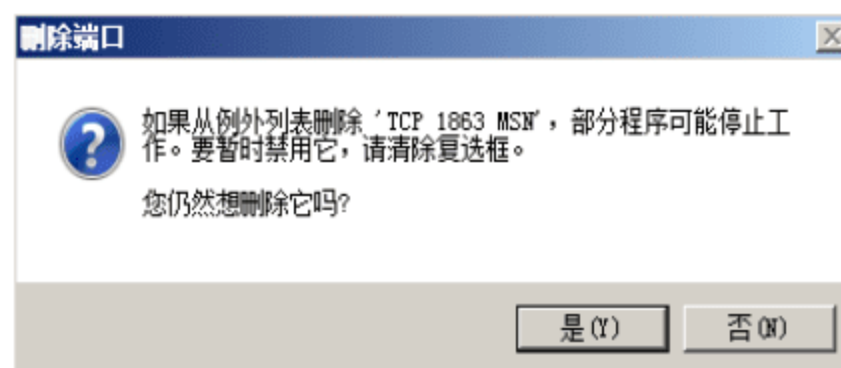 删除端口
如果从例外列表删除 'TCP 1863 MSN'，部分程序可能停止工
作。要暂时禁用它，请清除复选框。
您仍然想删除它吗?
是(Y)
否(N)